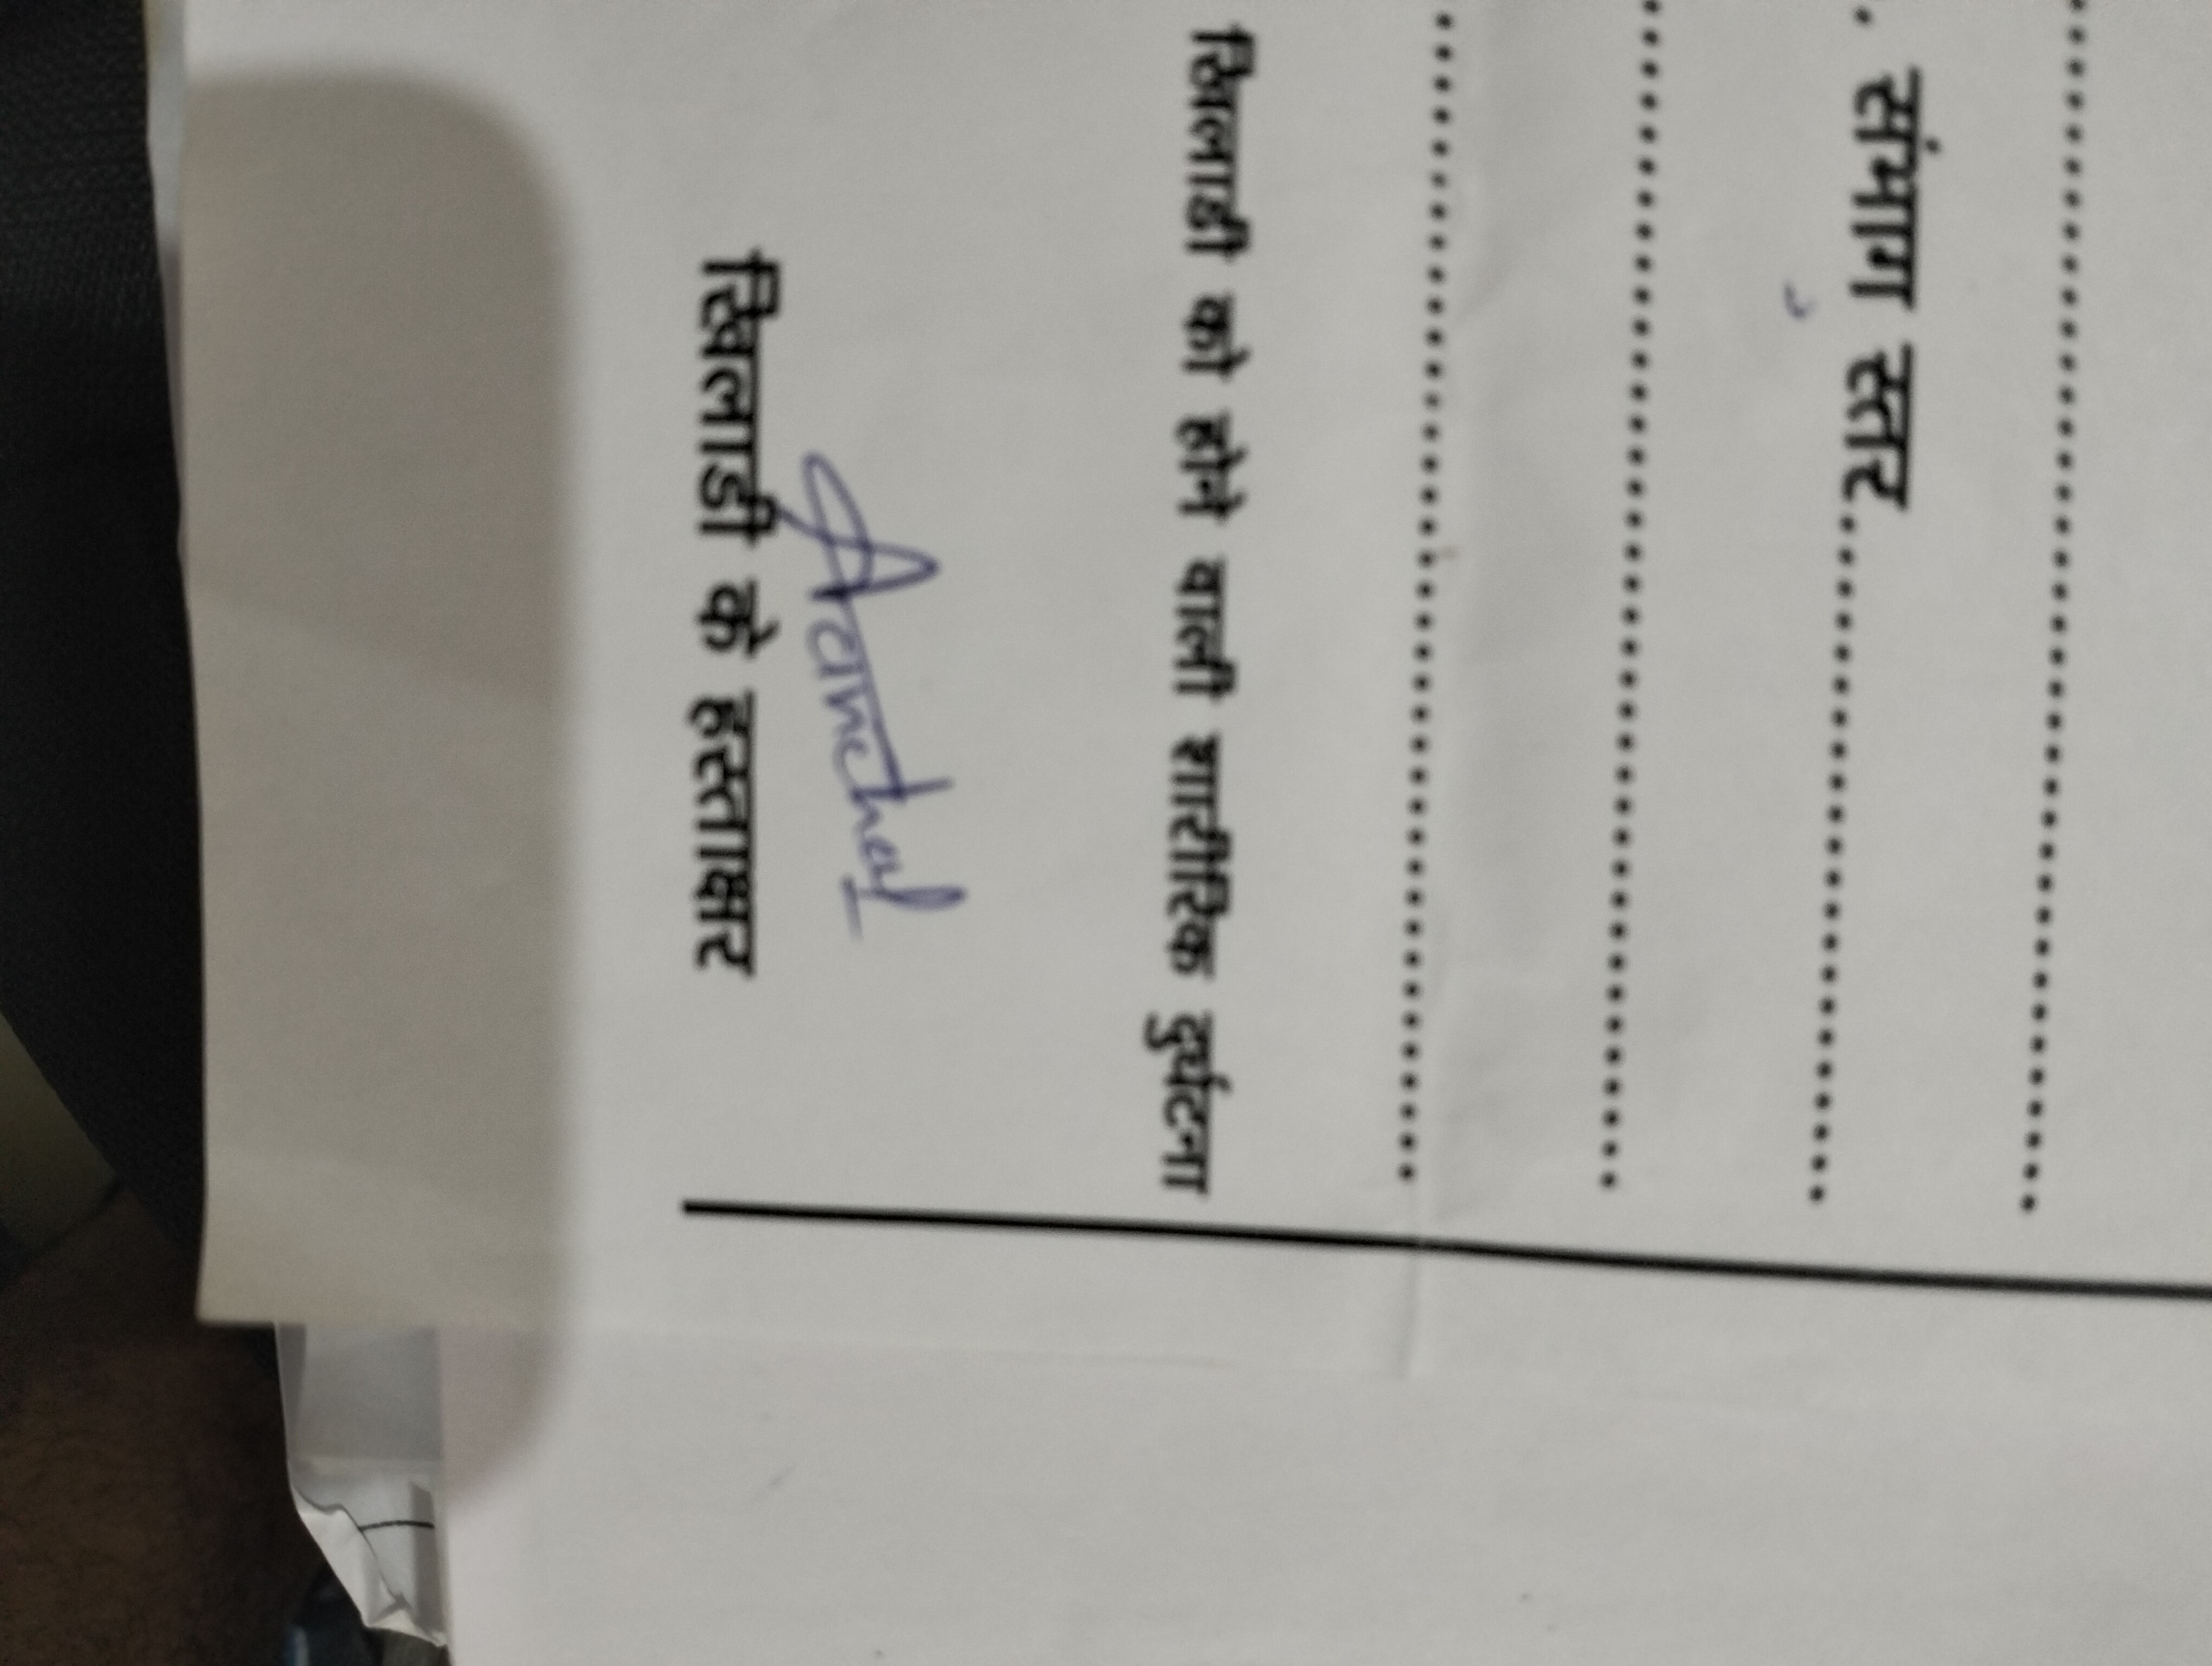 . संभाग स्तर........................
खिलाडी को होने वाली शारीरिक दुर्घटना
Aanchal
खिलाडी के हस्ताक्षर